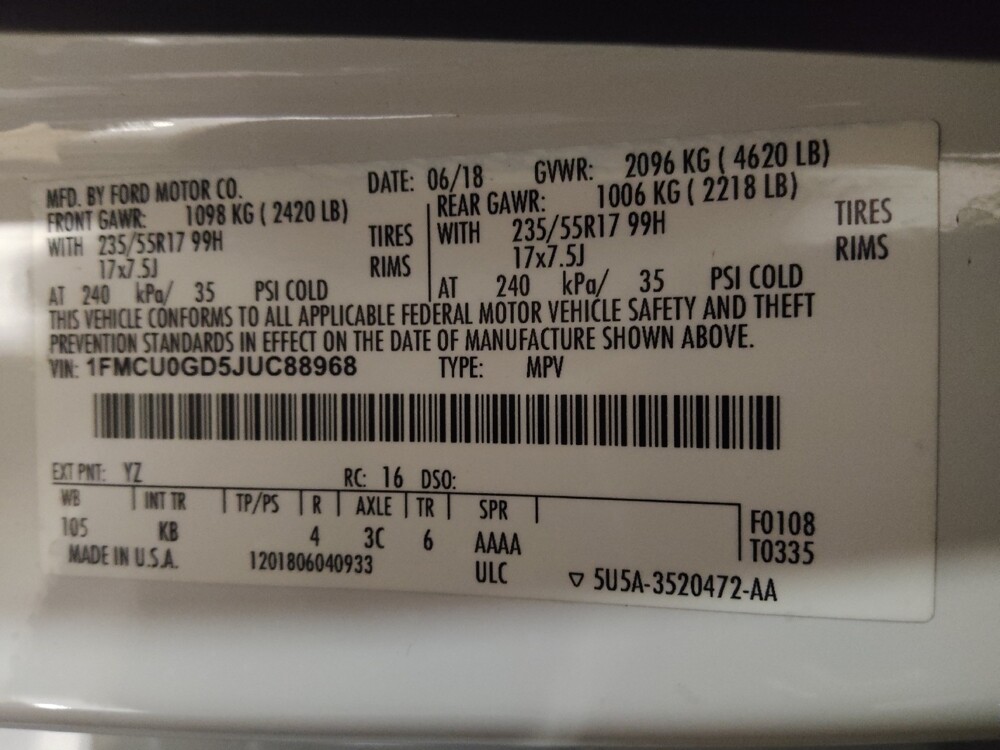 MFD. BY FORD MOTOR CO. DATE: 06/18 GVWR: 2096 KG ( 4620 LB)
FRONT GAWR: 1098 KG ( 2420 LB) REAR GAWR: 1006 KG ( 2218 LB)
WITH 235/55R17 99H TIRES WITH 235/55R17 99H TIRES
17x7.5J RIMS 17x7.5J RIMS
AT 240 kPa/ 35 PSI COLD AT 240 kPa/ 35 PSI COLD
THIS VEHICLE CONFORMS TO ALL APPLICABLE FEDERAL MOTOR VEHICLE SAFETY AND THEFT
PREVENTION STANDARDS IN EFFECT ON THE DATE OF MANUFACTURE SHOWN ABOVE.
VIN: 1FMCU0GD5JUC88968 TYPE: MPV
EXT PNT: YZ RC: 16 DSO:
WB INT TR TP/PS R AXLE TR SPR F0108
105 KB 4 3C 6 AAAA T0335
MADE IN U.S.A. 1201806040933 ULC ▽ 5U5A-3520472-AA